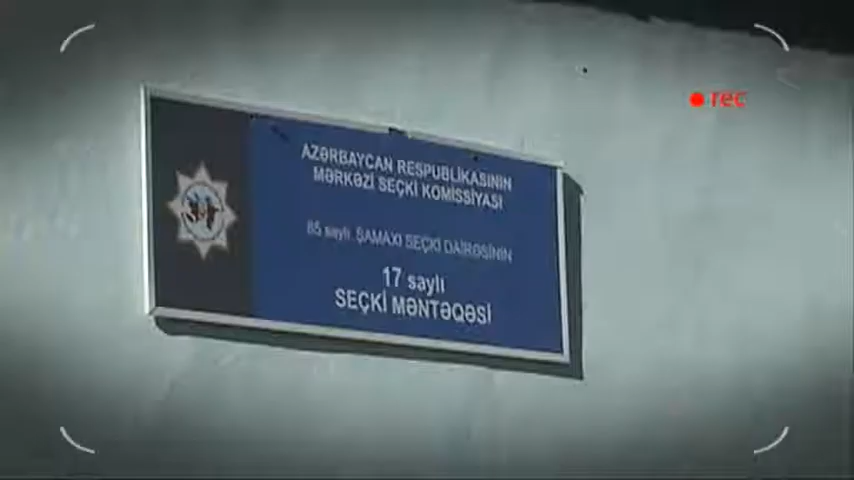 rec
AZƏRBAYCAN RESPUBLİKASININ
MƏRKƏZİ SEÇKİ KOMİSSİYASI
85 saylı ŞAMAXI SEÇKİ DAİRƏSİNİN
17 saylı
SEÇKİ MƏNTƏQƏSİ